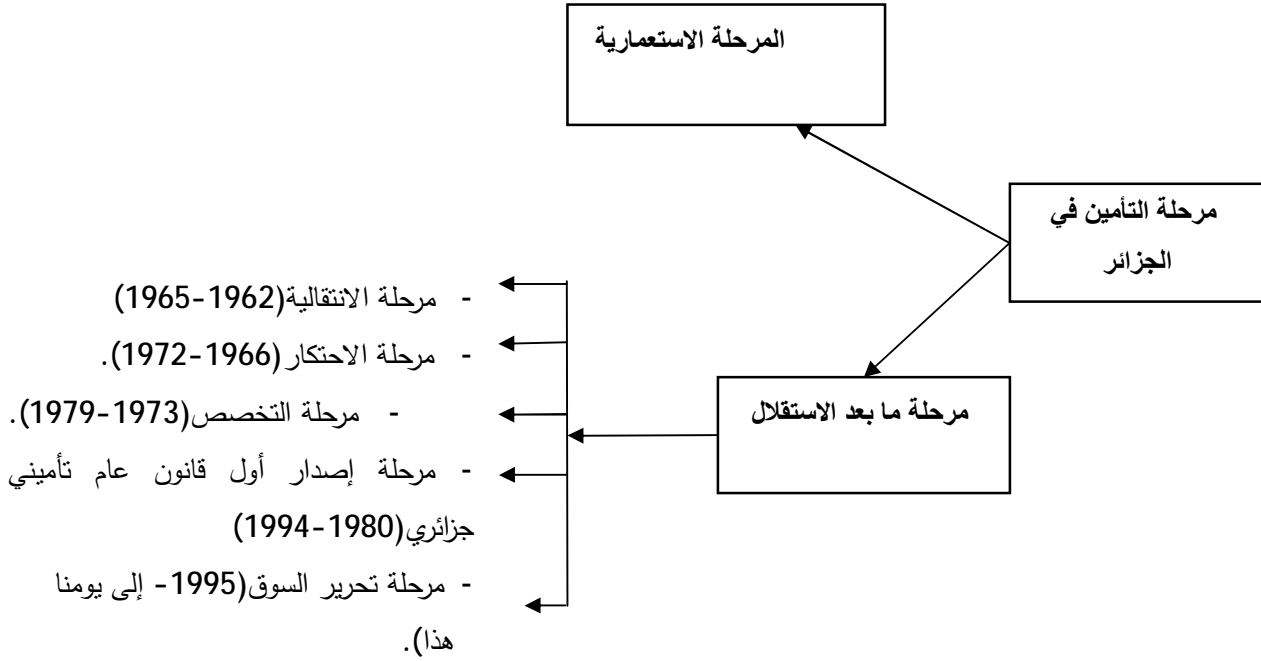 المرحلة الاستعمارية
مرحلة التأمين في
الجزائر
مرحلة ما بعد الاستقلال
- مرحلة الانتقالية(1962-1965)
- مرحلة الاحتكار (1966-1972).
- مرحلة التخصص(1973-1979).
- مرحلة إصدار أول قانون عام تأميني
جزائري(1980-1994)
- مرحلة تحرير السوق(1995- إلى يومنا
هذا).